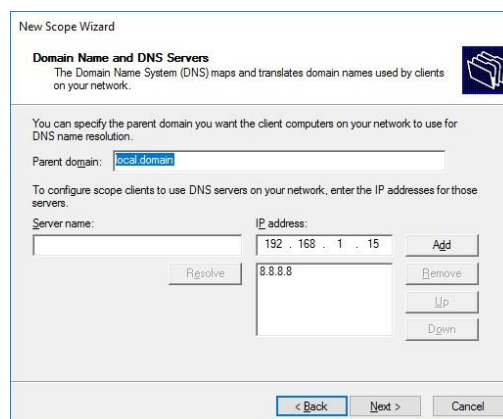 New Scope Wizard
Domain Name and DNS Servers
The Domain Name System (DNS) maps and translates domain names used by clients
on your network.
You can specify the parent domain you want the client computers on your network to use for
DNS name resolution.
Parent domain: local.domain
To configure scope clients to use DNS servers on your network, enter the IP addresses for those
servers.
Server name: IP address:
192 . 168 . 1 . 15 Add
Resolve 8.8.8.8 Remove
Up
Down
< Back Next > Cancel